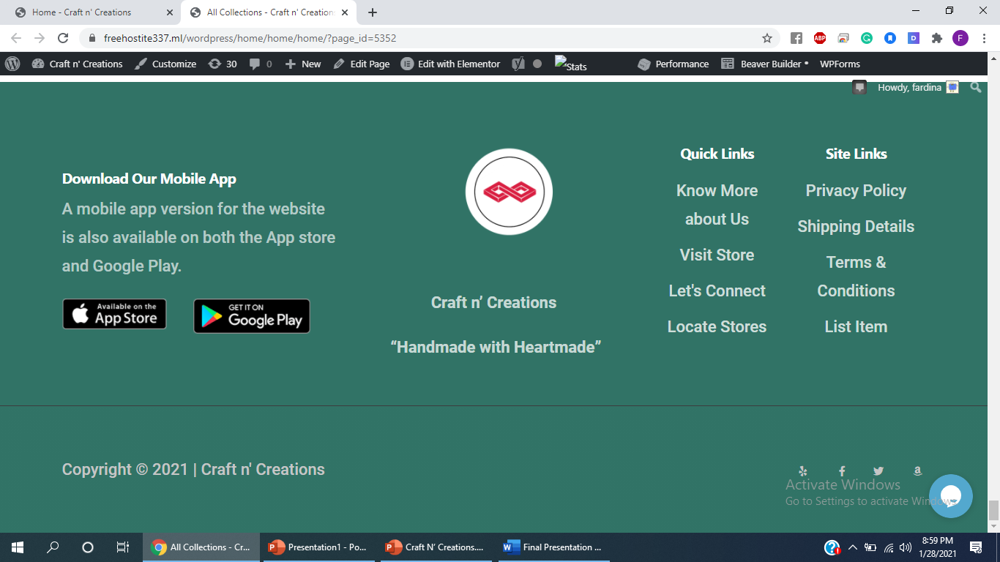 Home - Craft n' Creations
All Collections - Craft n' Creation
freehostite337.ml/wordpress/home/home/home/?page_id=5352
ABP
G
D
F
Craft n' Creations
Customize
30
0
New
Edit Page
Edit with Elementor
Stats
Performance
Beaver Builder
WPForms
Howdy, fardina
Download Our Mobile App
A mobile app version for the website
is also available on both the App store
and Google Play.
Available on the
App Store
GET IT ON
Google Play
Craft n’ Creations
“Handmade with Heartmade”
Quick Links
Know More
about Us
Visit Store
Let's Connect
Locate Stores
Site Links
Privacy Policy
Shipping Details
Terms &
Conditions
List Item
Copyright © 2021 | Craft n' Creations
Activate Windows
Go to Settings to activate Windows.
All Collections - Cr...
Presentation1 - Po...
Craft N’ Creations....
Final Presentation ...
8:59 PM
1/28/2021